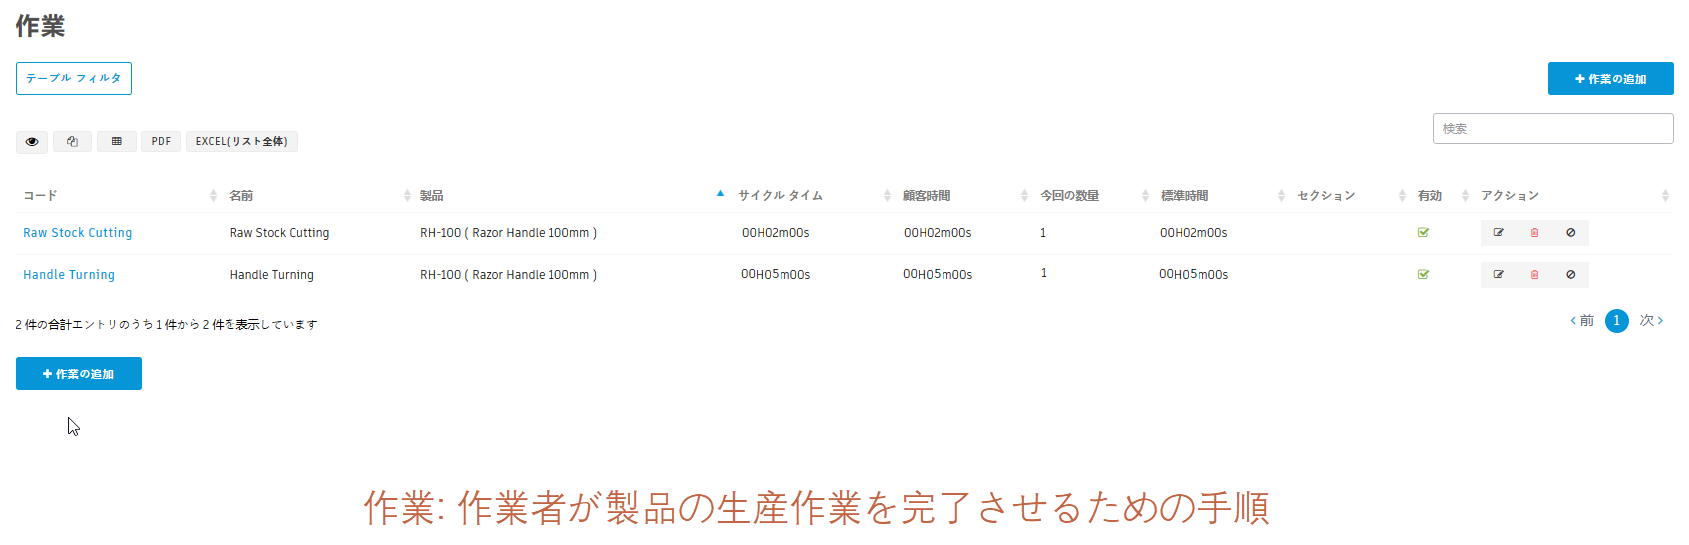 作業
テーブル フィルタ
作業の追加
検索
PDF EXCEL(リスト全体)
コード 名前 製品 サイクル タイム 顧客時間 今回の数量 標準時間 セクション 有効 アクション
Raw Stock Cutting Raw Stock Cutting RH-100 ( Razor Handle 100mm ) 00H02m00s 00H02m00s 1 00H02m00s
Handle Turning Handle Turning RH-100 ( Razor Handle 100mm ) 00H05m00s 00H05m00s 1 00H05m00s
2 件の合計エントリのうち 1 件から 2 件を表示しています
前 1 次
作業の追加
作業: 作業者が製品の生産作業を完了させるための手順